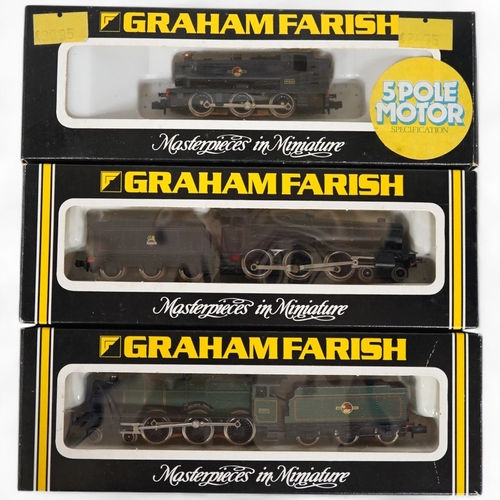 GRAHAM FARISH
5 POLE
MOTOR
SPECIFICATION
Masterpieces in Miniature
GRAHAM FARISH
Masterpieces in Miniature
GRAHAM FARISH
Masterpieces in Miniature